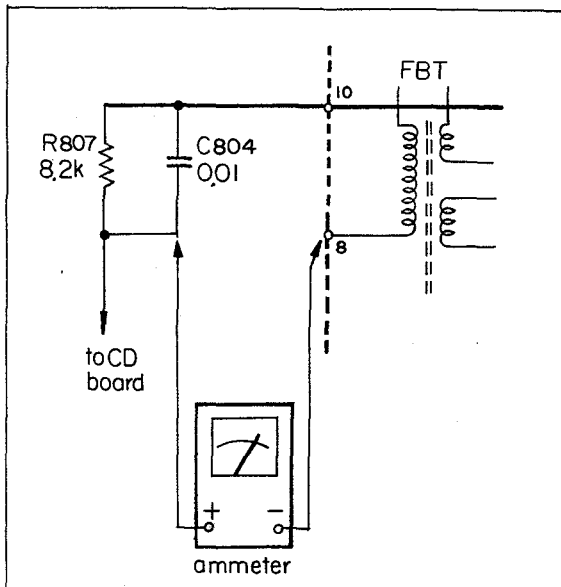 FBT
10
R807
8.2k
C804
0.01
8
to CD
board
+ -
ammeter